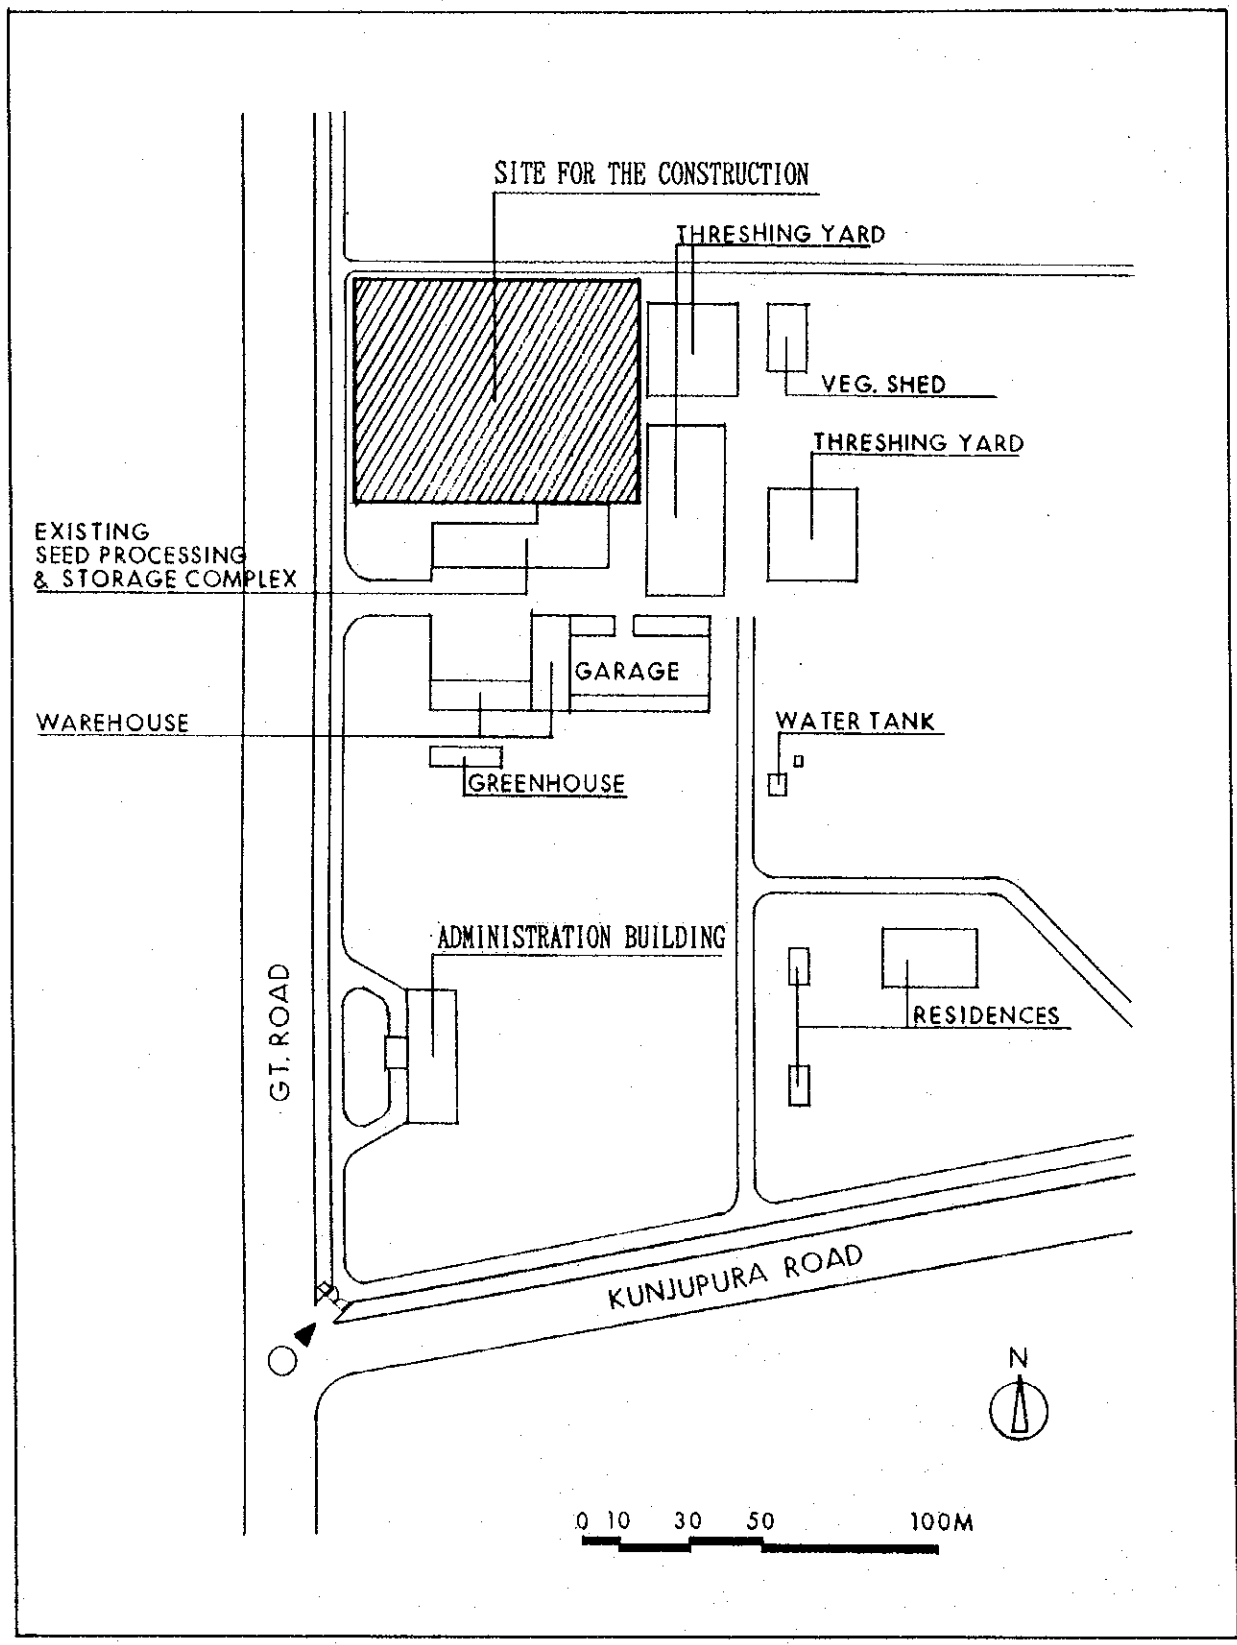 SITE FOR THE CONSTRUCTION
THRESHING YARD
VEG. SHED
THRESHING YARD
EXISTING
SEED PROCESSING
& STORAGE COMPLEX
GARAGE
WAREHOUSE
WATER TANK
GREENHOUSE
ADMINISTRATION BUILDING
GT. ROAD
RESIDENCES
KUNJUPURA ROAD
N
0 10 30 50 100M